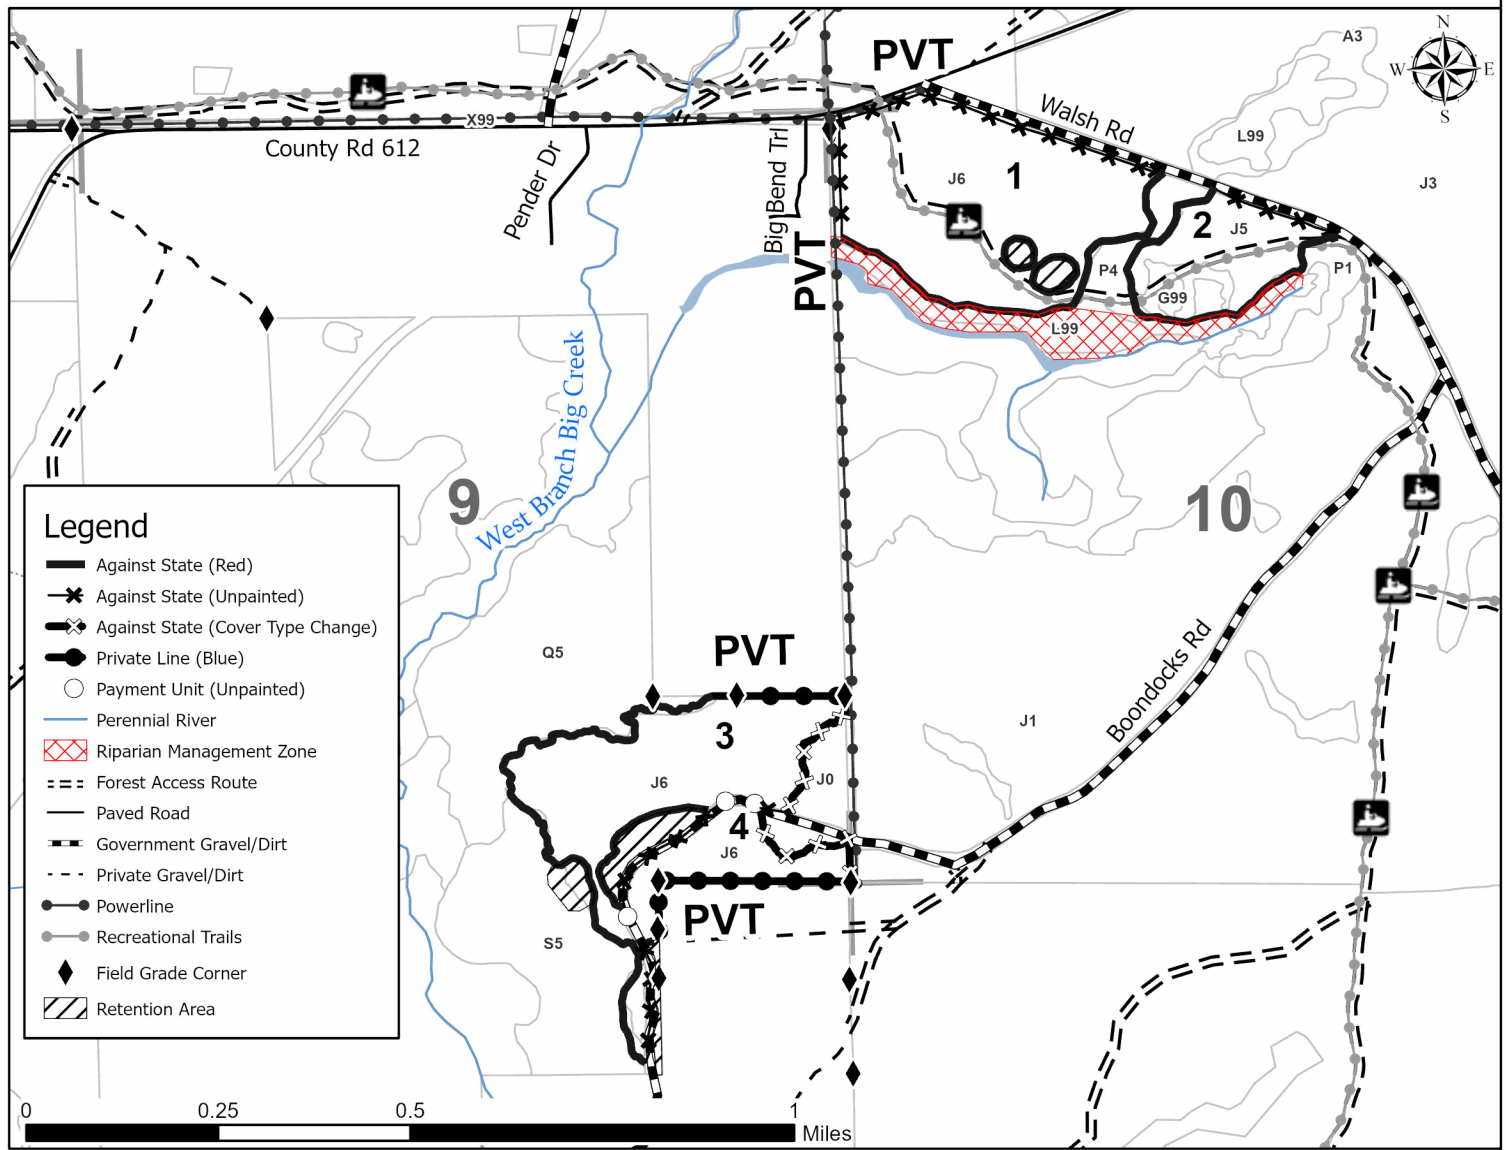 N
W
E
S
A3
PVT
Walsh Rd
X99
County Rd 612
L99
Pender Dr
Big Bend Trl
J6
1
J3
2
J5
PVT
P4
P1
G99
L99
West Branch Big Creek
9
10
Legend
Against State (Red)
Against State (Unpainted)
Against State (Cover Type Change)
Private Line (Blue)
Payment Unit (Unpainted)
Perennial River
Riparian Management Zone
Forest Access Route
Paved Road
Government Gravel/Dirt
Private Gravel/Dirt
Powerline
Recreational Trails
Field Grade Corner
Retention Area
Q5
PVT
Boondocks Rd
J1
3
J6
J0
4
J6
PVT
S5
0
0.25
0.5
1
Miles